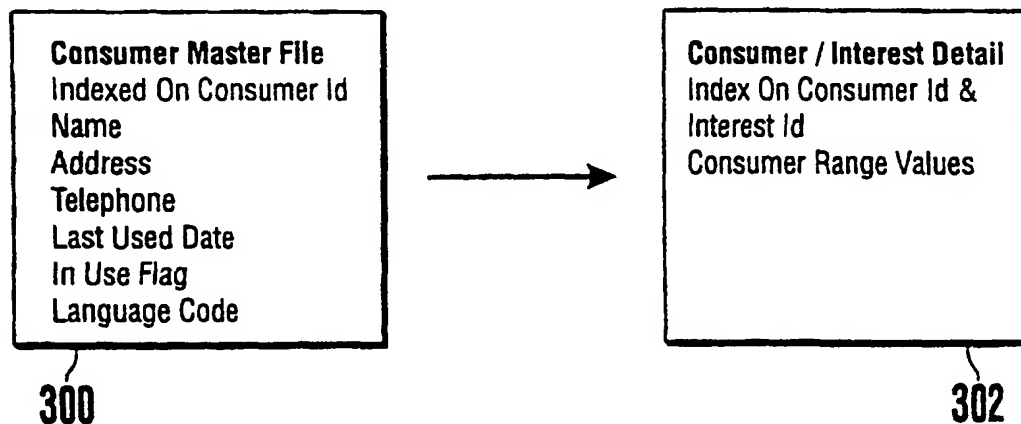 Consumer Master File
Indexed On Consumer Id
Name
Address
Telephone
Last Used Date
In Use Flag
Language Code
300
Consumer / Interest Detail
Index On Consumer Id &
Interest Id
Consumer Range Values
302